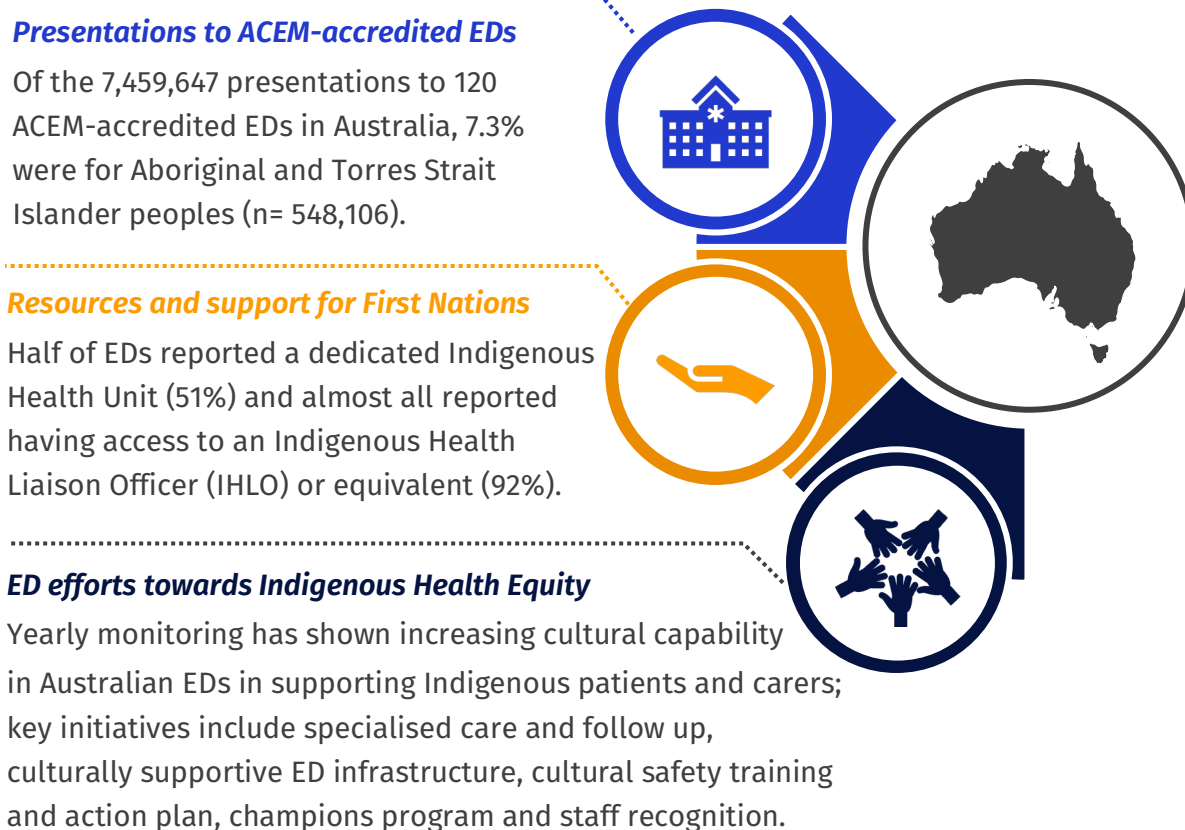 Presentations to ACEM-accredited EDs
Of the 7,459,647 presentations to 120
ACEM-accredited EDs in Australia, 7.3%
were for Aboriginal and Torres Strait
Islander peoples (n= 548,106).
Resources and support for First Nations
Half of EDs reported a dedicated Indigenous
Health Unit (51%) and almost all reported
having access to an Indigenous Health
Liaison Officer (IHLO) or equivalent (92%).
ED efforts towards Indigenous Health Equity
Yearly monitoring has shown increasing cultural capability
in Australian EDs in supporting Indigenous patients and carers;
key initiatives include specialised care and follow up,
culturally supportive ED infrastructure, cultural safety training
and action plan, champions program and staff recognition.